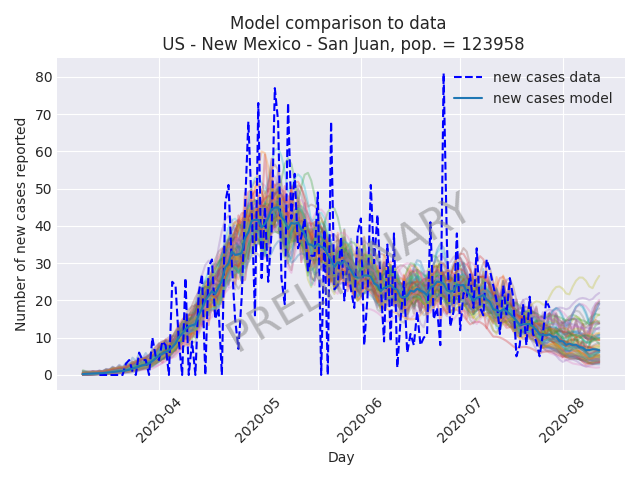 Model comparison to data
US - New Mexico - San Juan, pop. = 123958
new cases data
new cases model
PRELIMINARY
Number of new cases reported
80
70
60
50
40
30
20
10
0
2020-04
2020-05
2020-06
2020-07
2020-08
Day